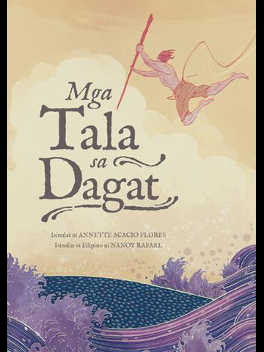 Mga
Tala
sa
Dagat
Isinulat ni ANNETTE ACACIO FLORES
Isinalin sa Filipino ni NANOY RAFAEL